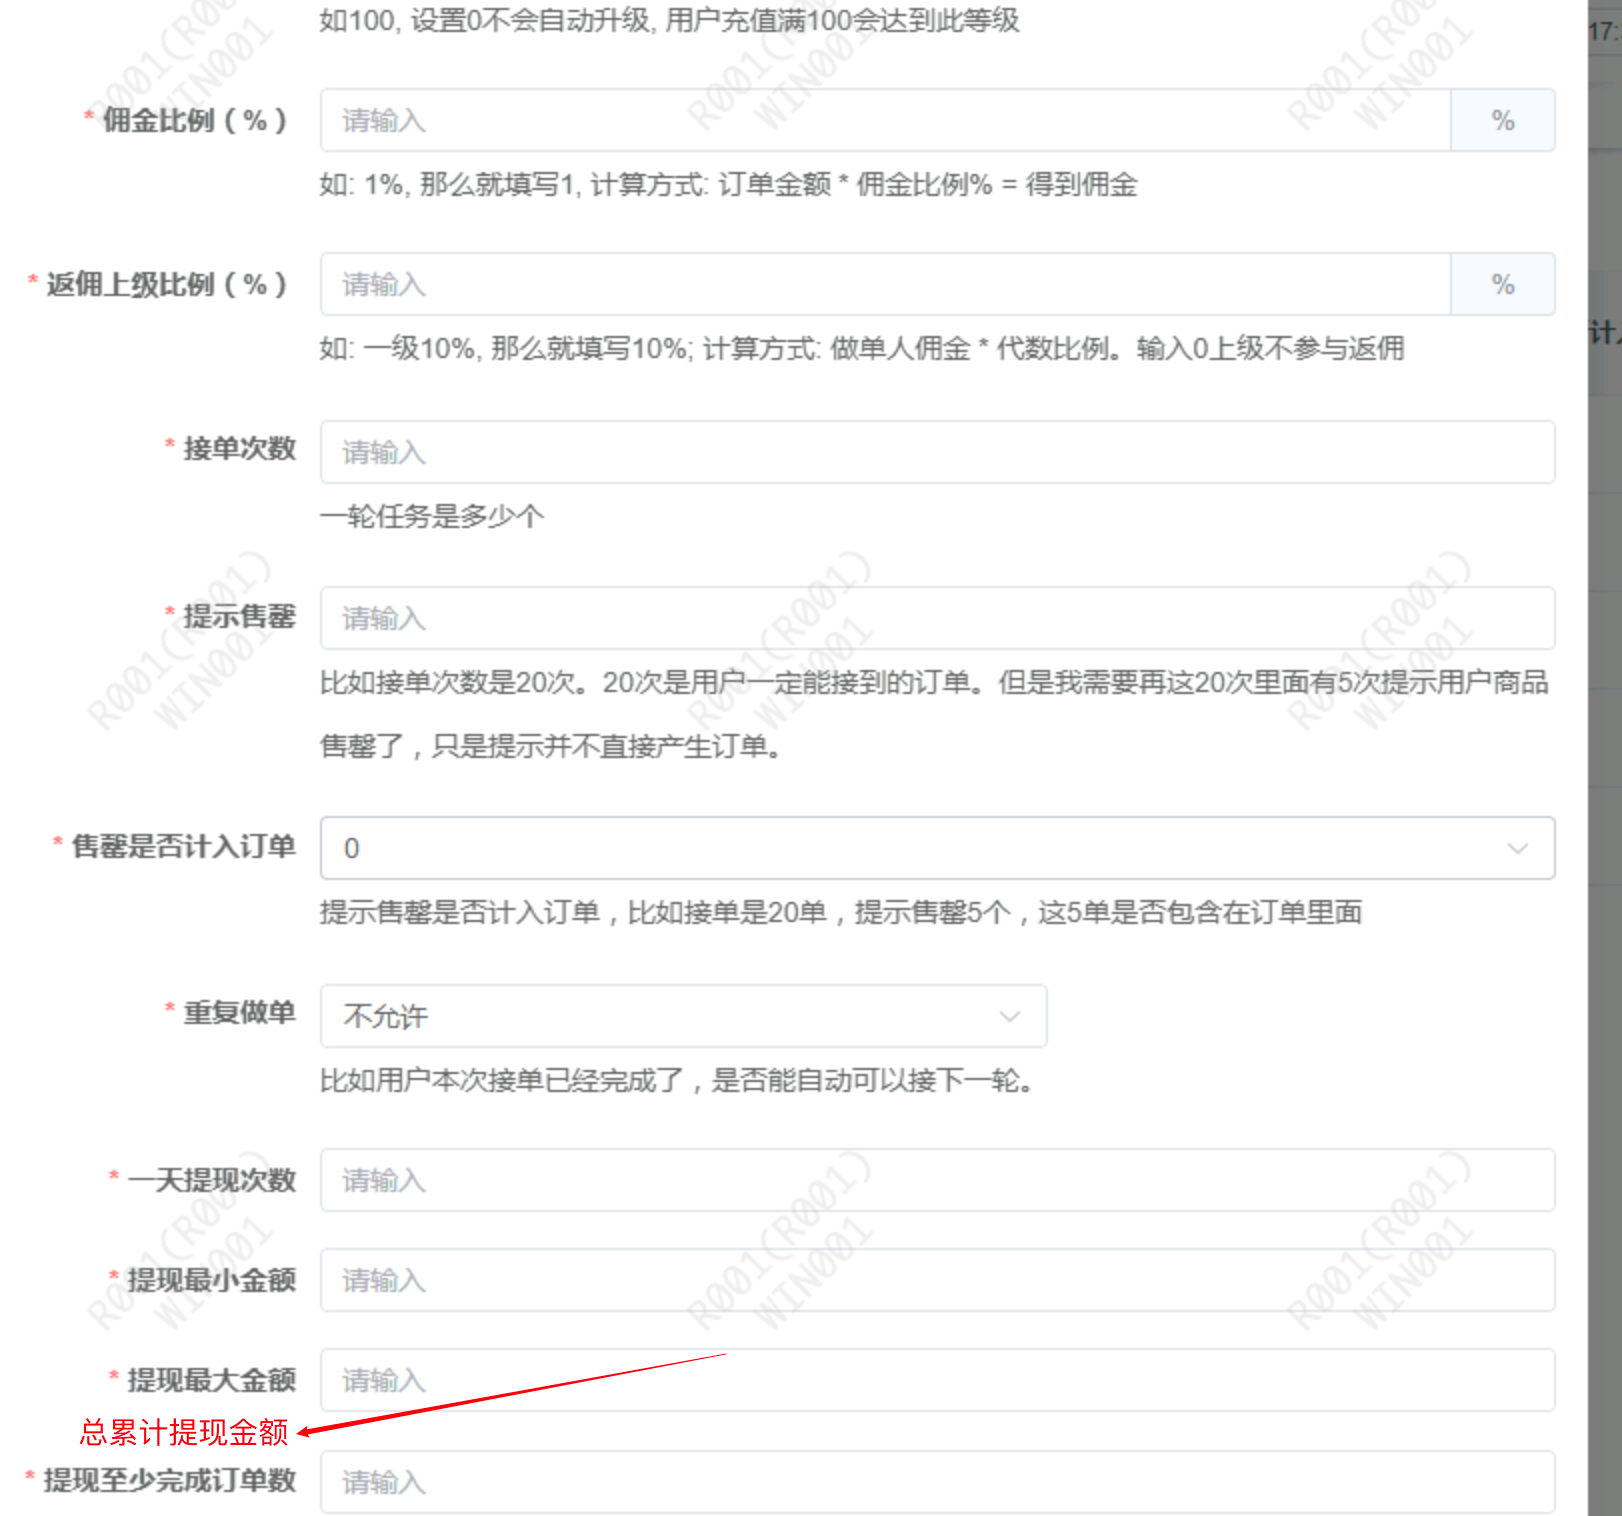 如100, 设置0不会自动升级, 用户充值满100会达到此等级
* 佣金比例（%） 请输入 %
如: 1%, 那么就填写1, 计算方式: 订单金额 * 佣金比例% = 得到佣金
* 返佣上级比例（%） 请输入 %
如: 一级10%, 那么就填写10%; 计算方式: 做单人佣金 * 代数比例。输入0上级不参与返佣
* 接单次数 请输入
一轮任务是多少个
* 提示售罄 请输入
比如接单次数是20次。20次是用户一定能接到的订单。但是我需要再这20次里面有5次提示用户商品
售罄了，只是提示并不直接产生订单。
* 售罄是否计入订单 0
提示售罄是否计入订单，比如接单是20单，提示售罄5个，这5单是否包含在订单里面
* 重复做单 不允许
比如用户本次接单已经完成了，是否能自动可以接下一轮。
* 一天提现次数 请输入
* 提现最小金额 请输入
* 提现最大金额 请输入
总累计提现金额
* 提现至少完成订单数 请输入
17:
计
R001(R001)
WIN001
R001(R001)
WIN001
R001(R001)
WIN001
R001(R001)
WIN001
R001(R001)
WIN001
R001(R001)
WIN001